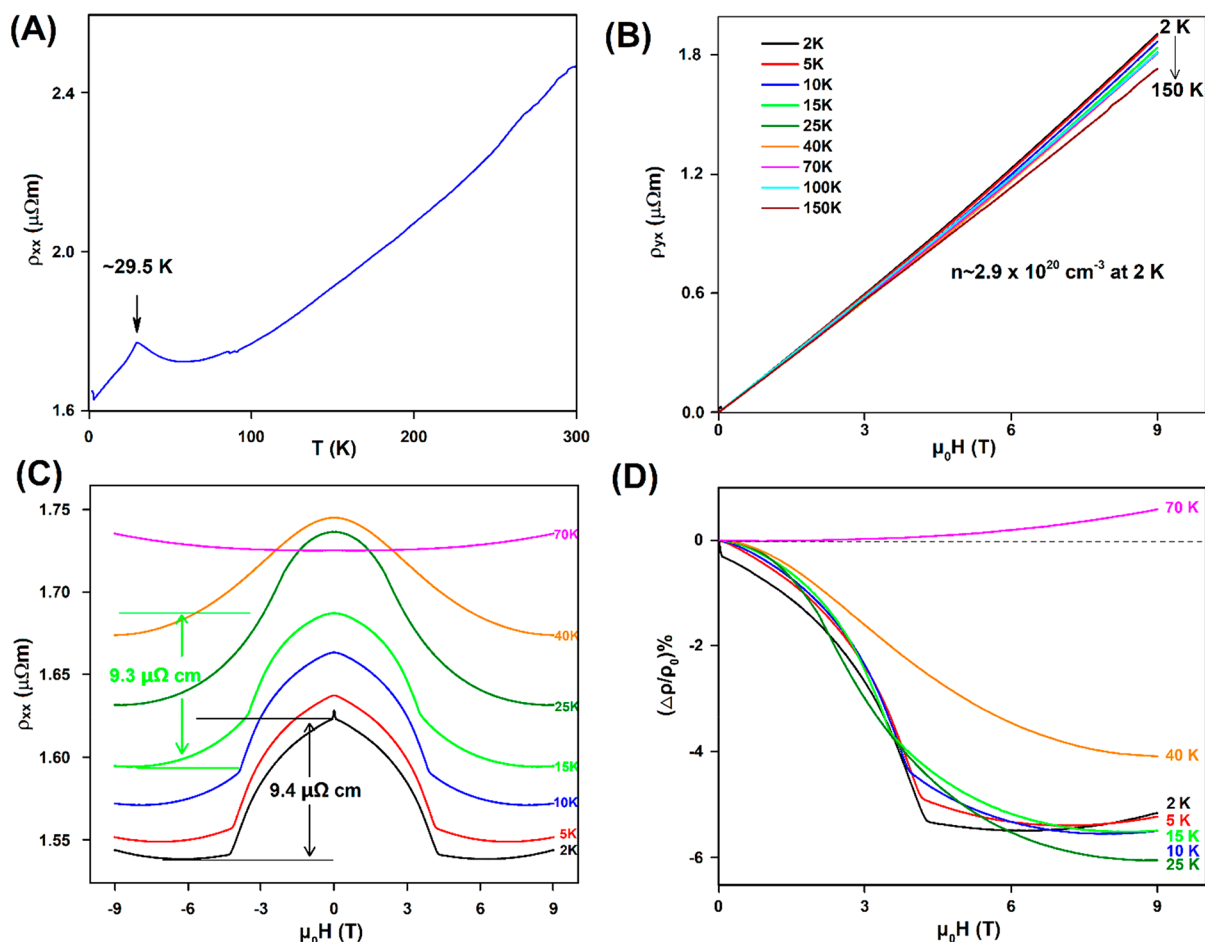 (A)
2.4
2.0
1.6
ρxx (μΩm)
~29.5 K
0
100
200
300
T (K)
(B)
1.8
1.2
0.6
0.0
ρyx (μΩm)
2K
5K
10K
15K
25K
40K
70K
100K
150K
2 K
150 K
n~2.9 x 10²⁰ cm⁻³ at 2 K
0
3
6
9
μ₀H (T)
(C)
1.75
1.70
1.65
1.60
1.55
ρxx (μΩm)
70K
40K
25K
15K
10K
5K
2K
9.3 μΩ cm
9.4 μΩ cm
-9
-6
-3
0
3
6
9
μ₀H (T)
(D)
0
-2
-4
-6
(Δρ/ρ₀)%
70 K
40 K
2 K
5 K
15 K
10 K
25 K
0
3
6
9
μ₀H (T)